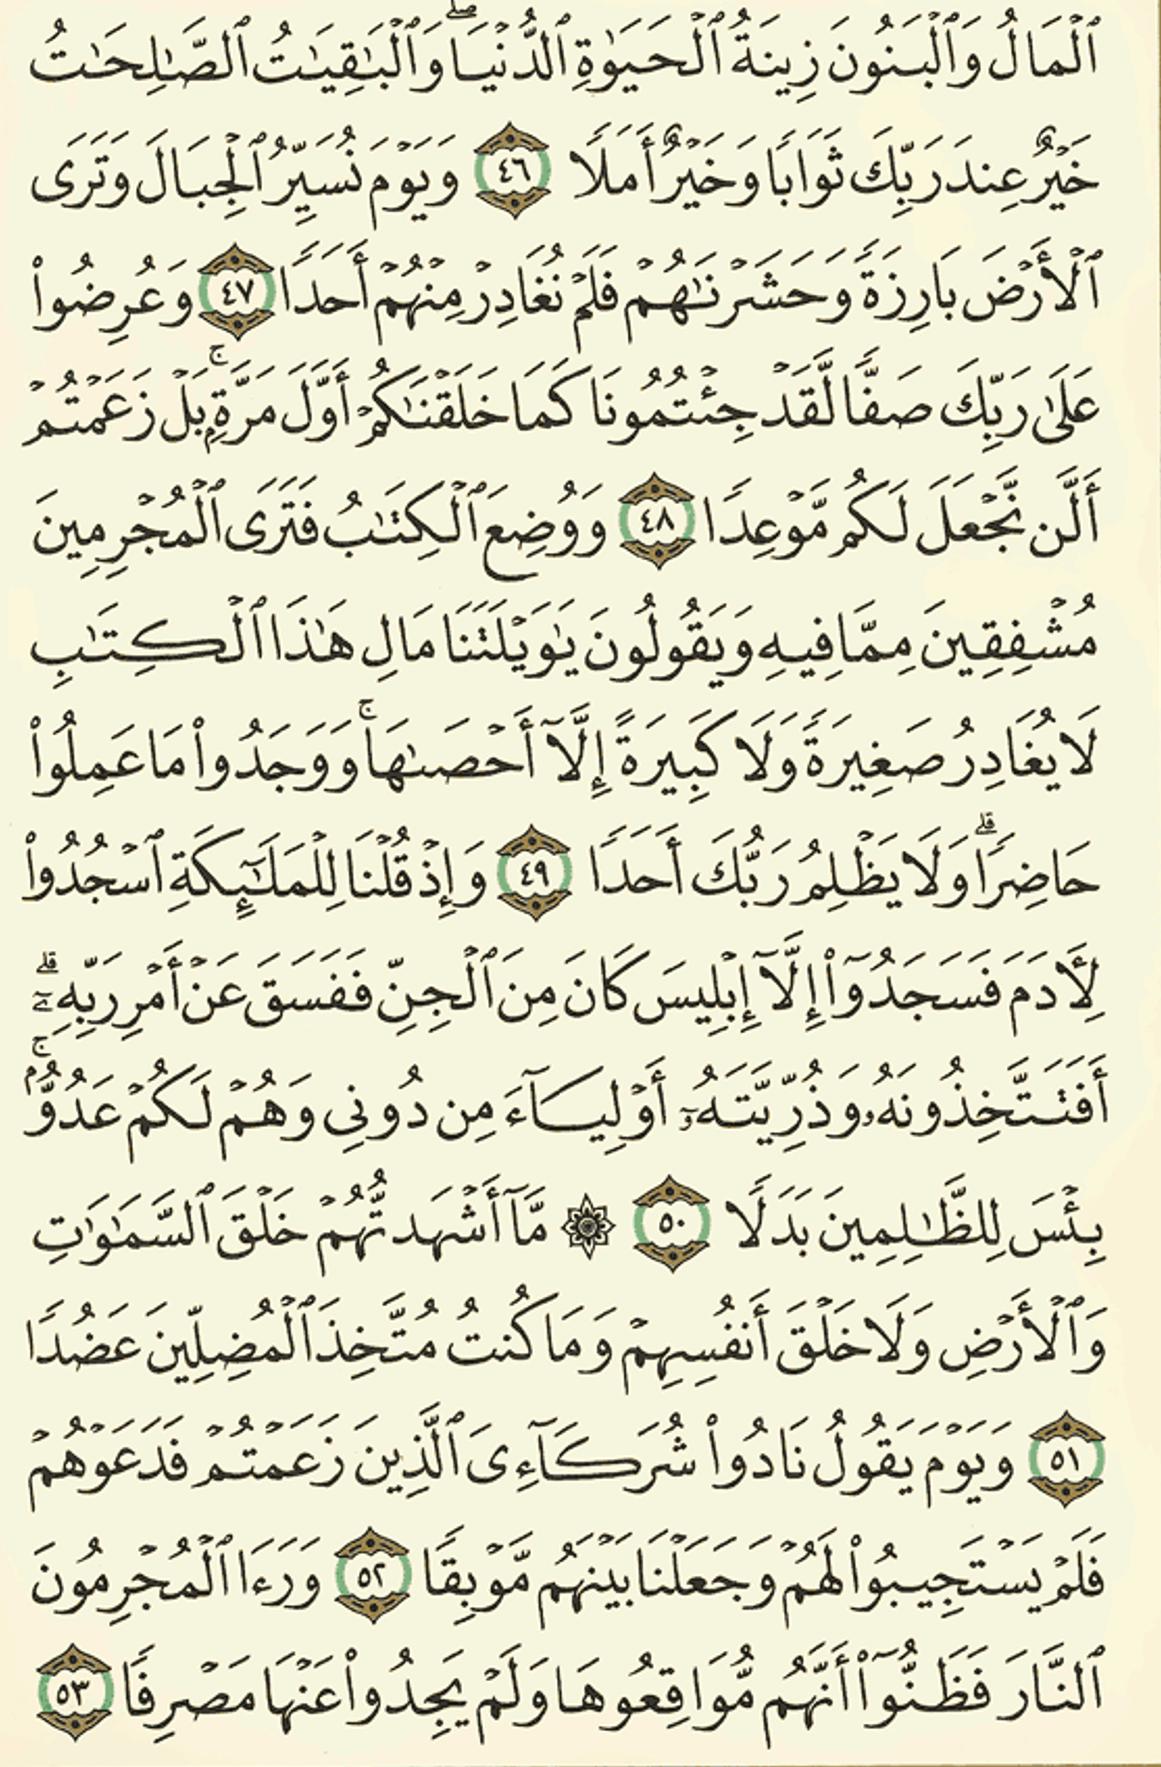 ٱلْمَالُ وَٱلْبَنُونَ زِينَةُ ٱلْحَيَوٰةِ ٱلدُّنْيَا ۖ وَٱلْبَٰقِيَٰتُ ٱلصَّٰلِحَٰتُ
خَيْرٌ عِندَ رَبِّكَ ثَوَابًا وَخَيْرٌ أَمَلًا ٤٦ وَيَوْمَ نُسَيِّرُ ٱلْجِبَالَ وَتَرَى
ٱلْأَرْضَ بَارِزَةً وَحَشَرْنَٰهُمْ فَلَمْ نُغَادِرْ مِنْهُمْ أَحَدًا ٤٧ وَعُرِضُوا۟
عَلَىٰ رَبِّكَ صَفًّا لَّقَدْ جِئْتُمُونَا كَمَا خَلَقْنَٰكُمْ أَوَّلَ مَرَّةٍۭ ۚ بَلْ زَعَمْتُمْ
أَلَّن نَّجْعَلَ لَكُم مَّوْعِدًا ٤٨ وَوُضِعَ ٱلْكِتَٰبُ فَتَرَى ٱلْمُجْرِمِينَ
مُشْفِقِينَ مِمَّا فِيهِ وَيَقُولُونَ يَٰوَيْلَتَنَا مَالِ هَٰذَا ٱلْكِتَٰبِ
لَا يُغَادِرُ صَغِيرَةً وَلَا كَبِيرَةً إِلَّآ أَحْصَىٰهَا ۚ وَوَجَدُوا۟ مَا عَمِلُوا۟
حَاضِرًا ۗ وَلَا يَظْلِمُ رَبُّكَ أَحَدًا ٤٩ وَإِذْ قُلْنَا لِلْمَلَٰٓئِكَةِ ٱسْجُدُوا۟
لِأَدَمَ فَسَجَدُوٓا۟ إِلَّآ إِبْلِيسَ كَانَ مِنَ ٱلْجِنِّ فَفَسَقَ عَنْ أَمْرِ رَبِّهِۦٓ ۗ
أَفَتَتَّخِذُونَهُۥ وَذُرِّيَّتَهُۥٓ أَوْلِيَآءَ مِن دُونِى وَهُمْ لَكُمْ عَدُوٌّۢ ۚ
بِئْسَ لِلظَّٰلِمِينَ بَدَلًا ٥٠ ۞ مَّآ أَشْهَدتُّهُمْ خَلْقَ ٱلسَّمَٰوَٰتِ
وَٱلْأَرْضِ وَلَا خَلْقَ أَنفُسِهِمْ وَمَا كُنتُ مُتَّخِذَ ٱلْمُضِلِّينَ عَضُدًا
٥١ وَيَوْمَ يَقُولُ نَادُوا۟ شُرَكَآءِىَ ٱلَّذِينَ زَعَمْتُمْ فَدَعَوْهُمْ
فَلَمْ يَسْتَجِيبُوا۟ لَهُمْ وَجَعَلْنَا بَيْنَهُم مَّوْبِقًا ٥٢ وَرَءَا ٱلْمُجْرِمُونَ
ٱلنَّارَ فَظَنُّوٓا۟ أَنَّهُم مُّوَاقِعُوهَا وَلَمْ يَجِدُوا۟ عَنْهَا مَصْرِفًا ٥٣